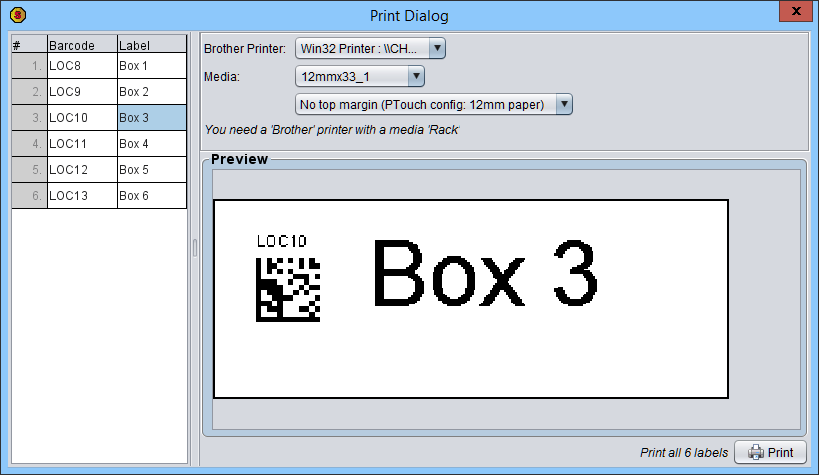 Print Dialog
# Barcode Label
1. LOC8 Box 1
2. LOC9 Box 2
3. LOC10 Box 3
4. LOC11 Box 4
5. LOC12 Box 5
6. LOC13 Box 6
Brother Printer: Win32 Printer : \\CH...
Media: 12mmx33_1
No top margin (PTouch config: 12mm paper)
You need a 'Brother' printer with a media 'Rack'
Preview
LOC10
Box 3
Print all 6 labels Print